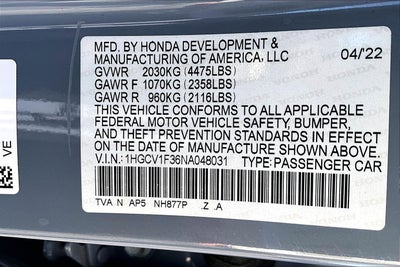 MFD. BY HONDA DEVELOPMENT &
MANUFACTURING OF AMERICA, LLC 04/22
GVWR 2030KG (4475LBS)
GAWR F 1070KG (2358LBS)
GAWR R 960KG (2116LBS)
THIS VEHICLE CONFORMS TO ALL APPLICABLE
FEDERAL MOTOR VEHICLE SAFETY, BUMPER,
AND THEFT PREVENTION STANDARDS IN EFFECT
ON THE DATE OF MANUFACTURE SHOWN ABOVE.
V.I.N.: 1HGCV1F36NA048031 TYPE: PASSENGER CAR
TVA N AP5 NH877P .Z .A
VE